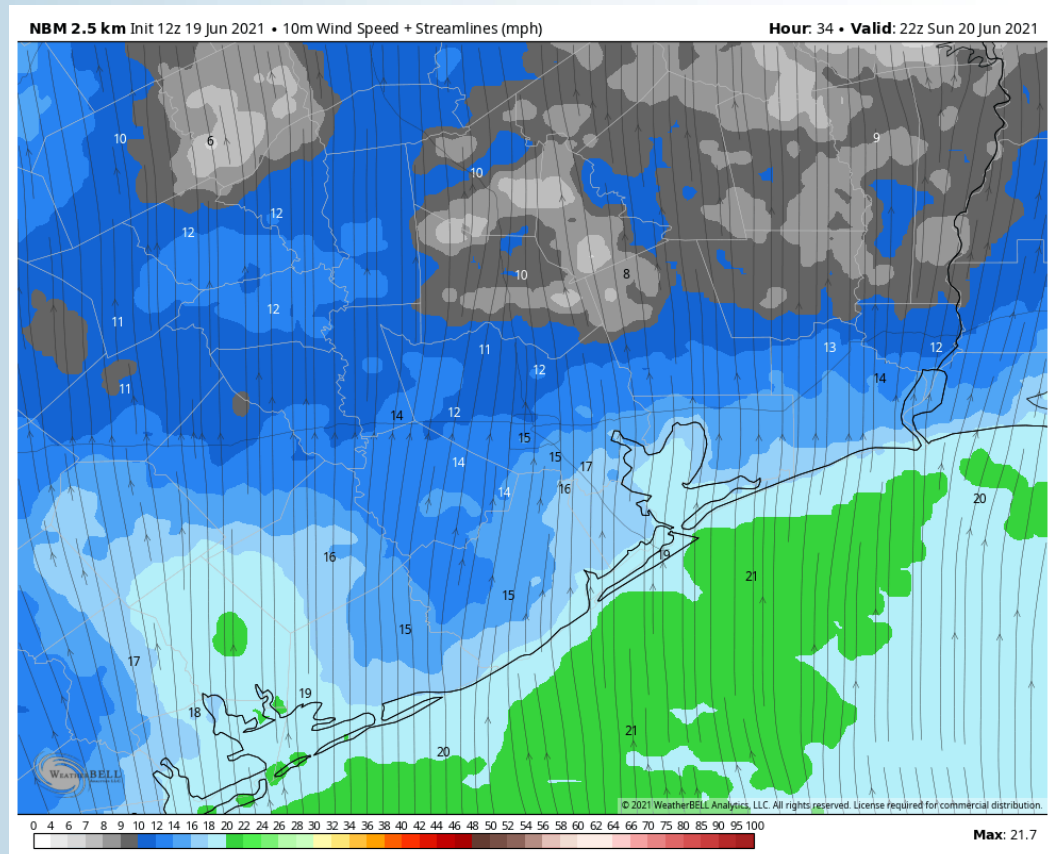 NBM 2.5 km Init 12z 19 Jun 2021 • 10m Wind Speed + Streamlines (mph) Hour: 34 • Valid: 22z Sun 20 Jun 2021
10 6 9
10
12
12
10 8
12
11
11 13 12
12
11 14
14 12
15
15
14 17
14 16 20
16 19
21
15
15
17
19
18
21
20
WEATHERBELL
© 2021 WeatherBELL Analytics, LLC. All rights reserved. License required for commercial distribution.
0 4 6 7 8 9 10 12 14 16 18 20 22 24 26 28 30 32 34 36 38 40 42 44 46 48 50 52 54 56 58 60 62 64 66 70 75 80 85 90 95 100
Max: 21.7